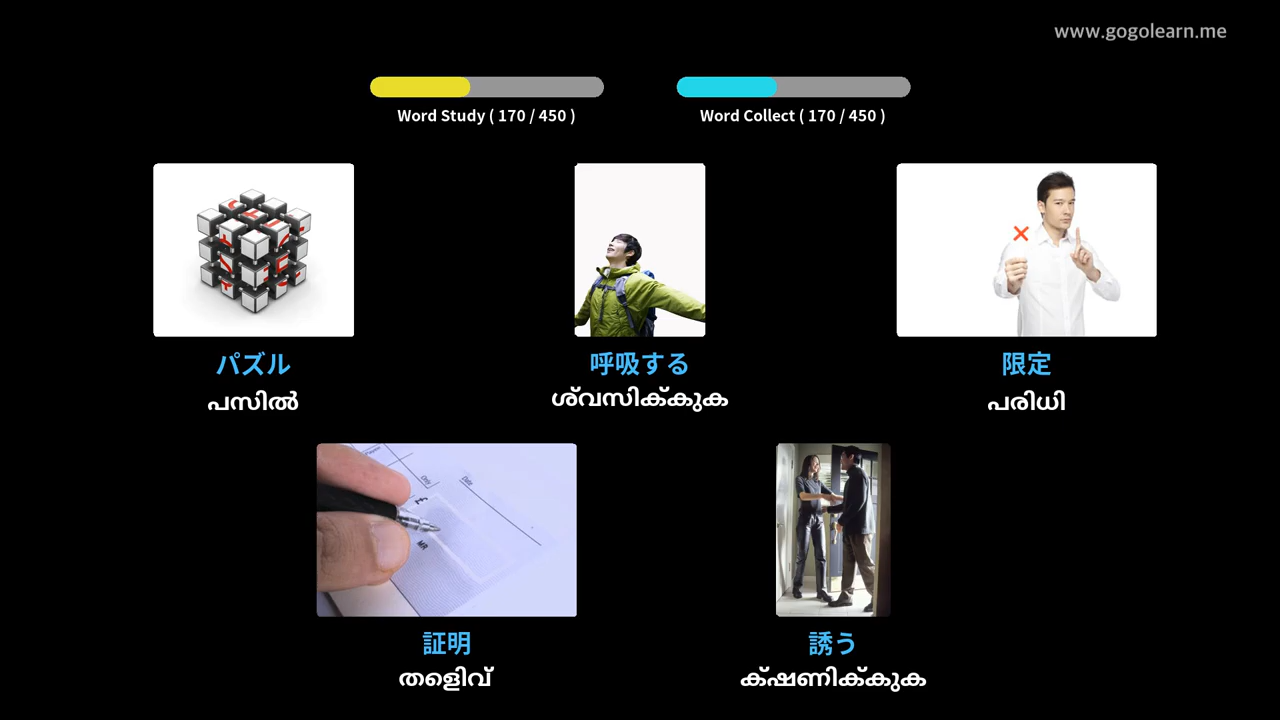 www.gogolearn.me
Word Study ( 170 / 450 )
Word Collect ( 170 / 450 )
パズル
പസിൽ
呼吸する
ശ്വസിക്കുക
限定
പരിധി
証明
തളിെവ്
誘う
ക്ഷണിക്കുക